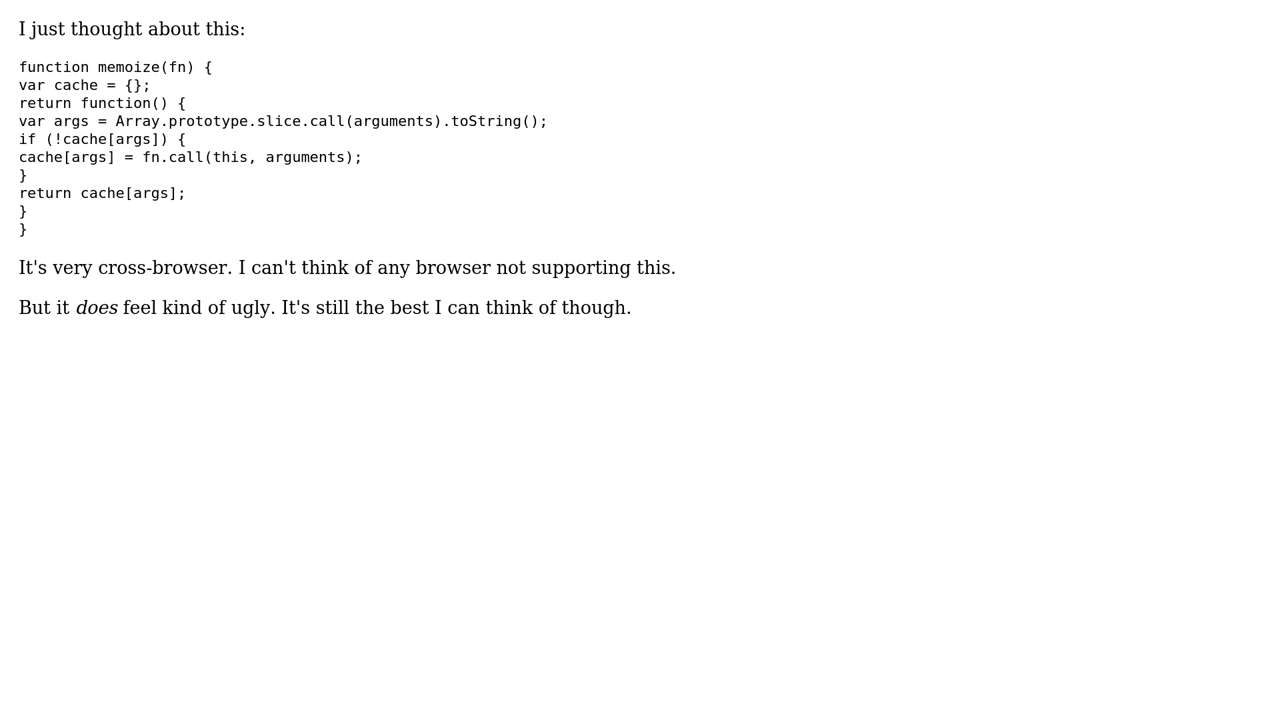 I just thought about this:
function memoize(fn) {
var cache = {};
return function() {
var args = Array.prototype.slice.call(arguments).toString();
if (!cache[args]) {
cache[args] = fn.call(this, arguments);
}
return cache[args];
}
}
It's very cross-browser. I can't think of any browser not supporting this.
But it does feel kind of ugly. It's still the best I can think of though.